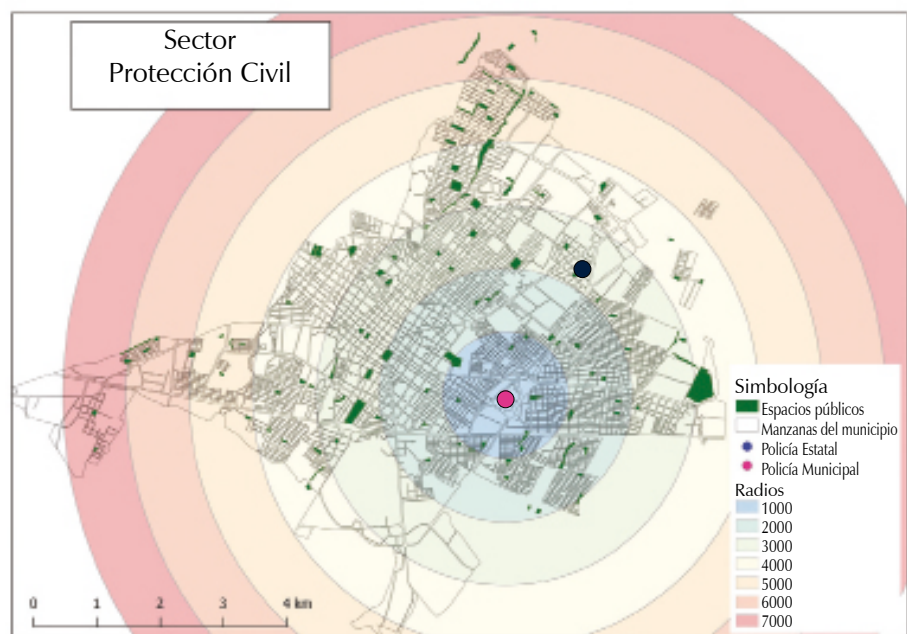 Sector
Protección Civil
Simbología
Espacios públicos
Manzanas del municipio
Policía Estatal
Policía Municipal
Radios
1000
2000
3000
4000
5000
6000
7000
0 1 2 3 4 km